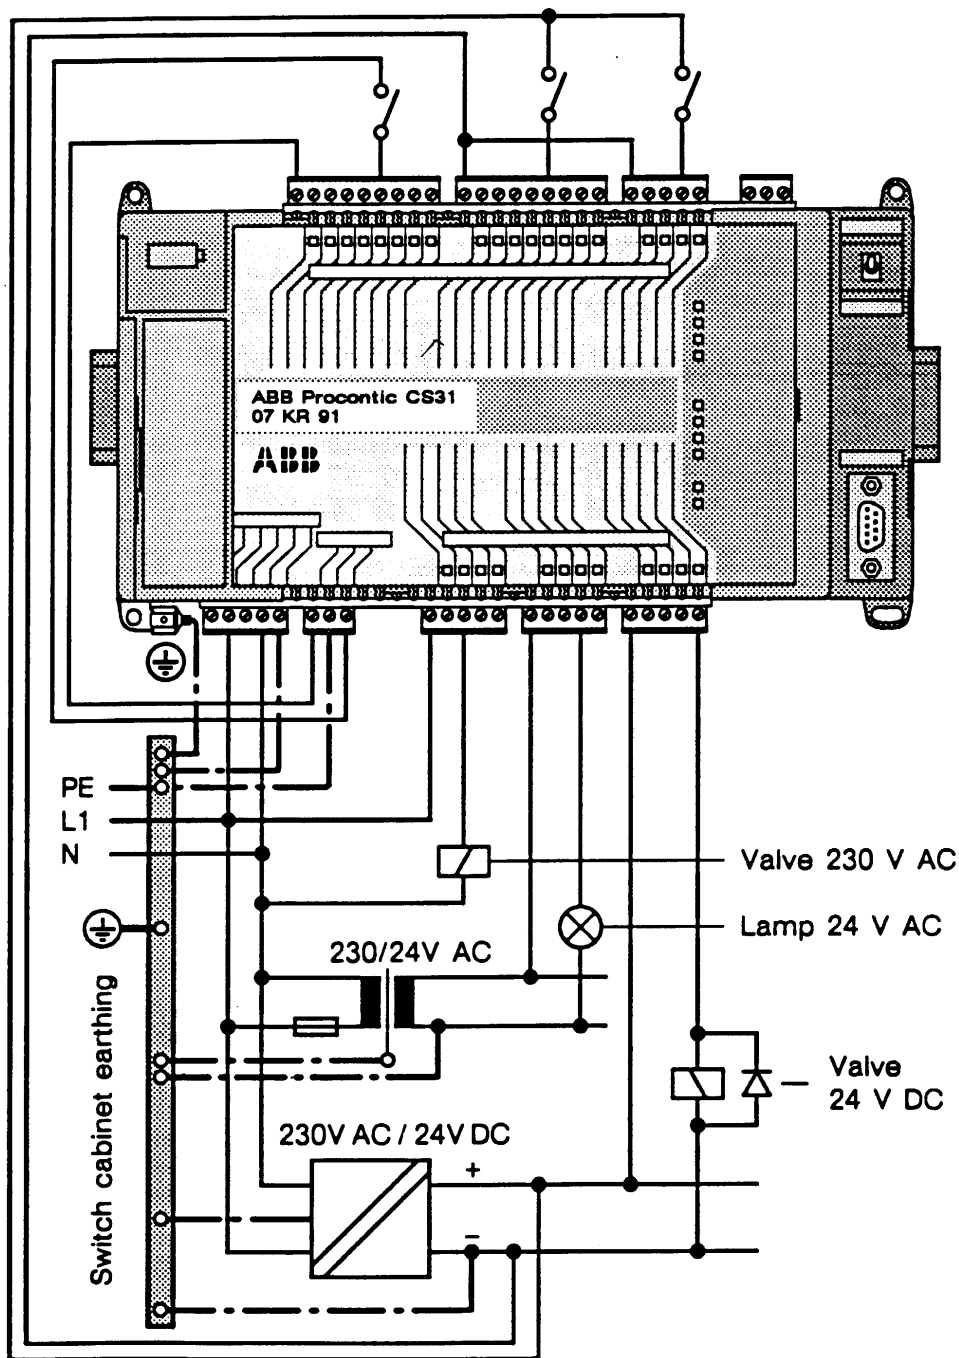 ABB Procontic CS31
07 KR 91
ABB
PE
L1
N
Valve 230 V AC
Lamp 24 V AC
230/24V AC
Switch cabinet earthing
Valve
24 V DC
230V AC / 24V DC
+
−